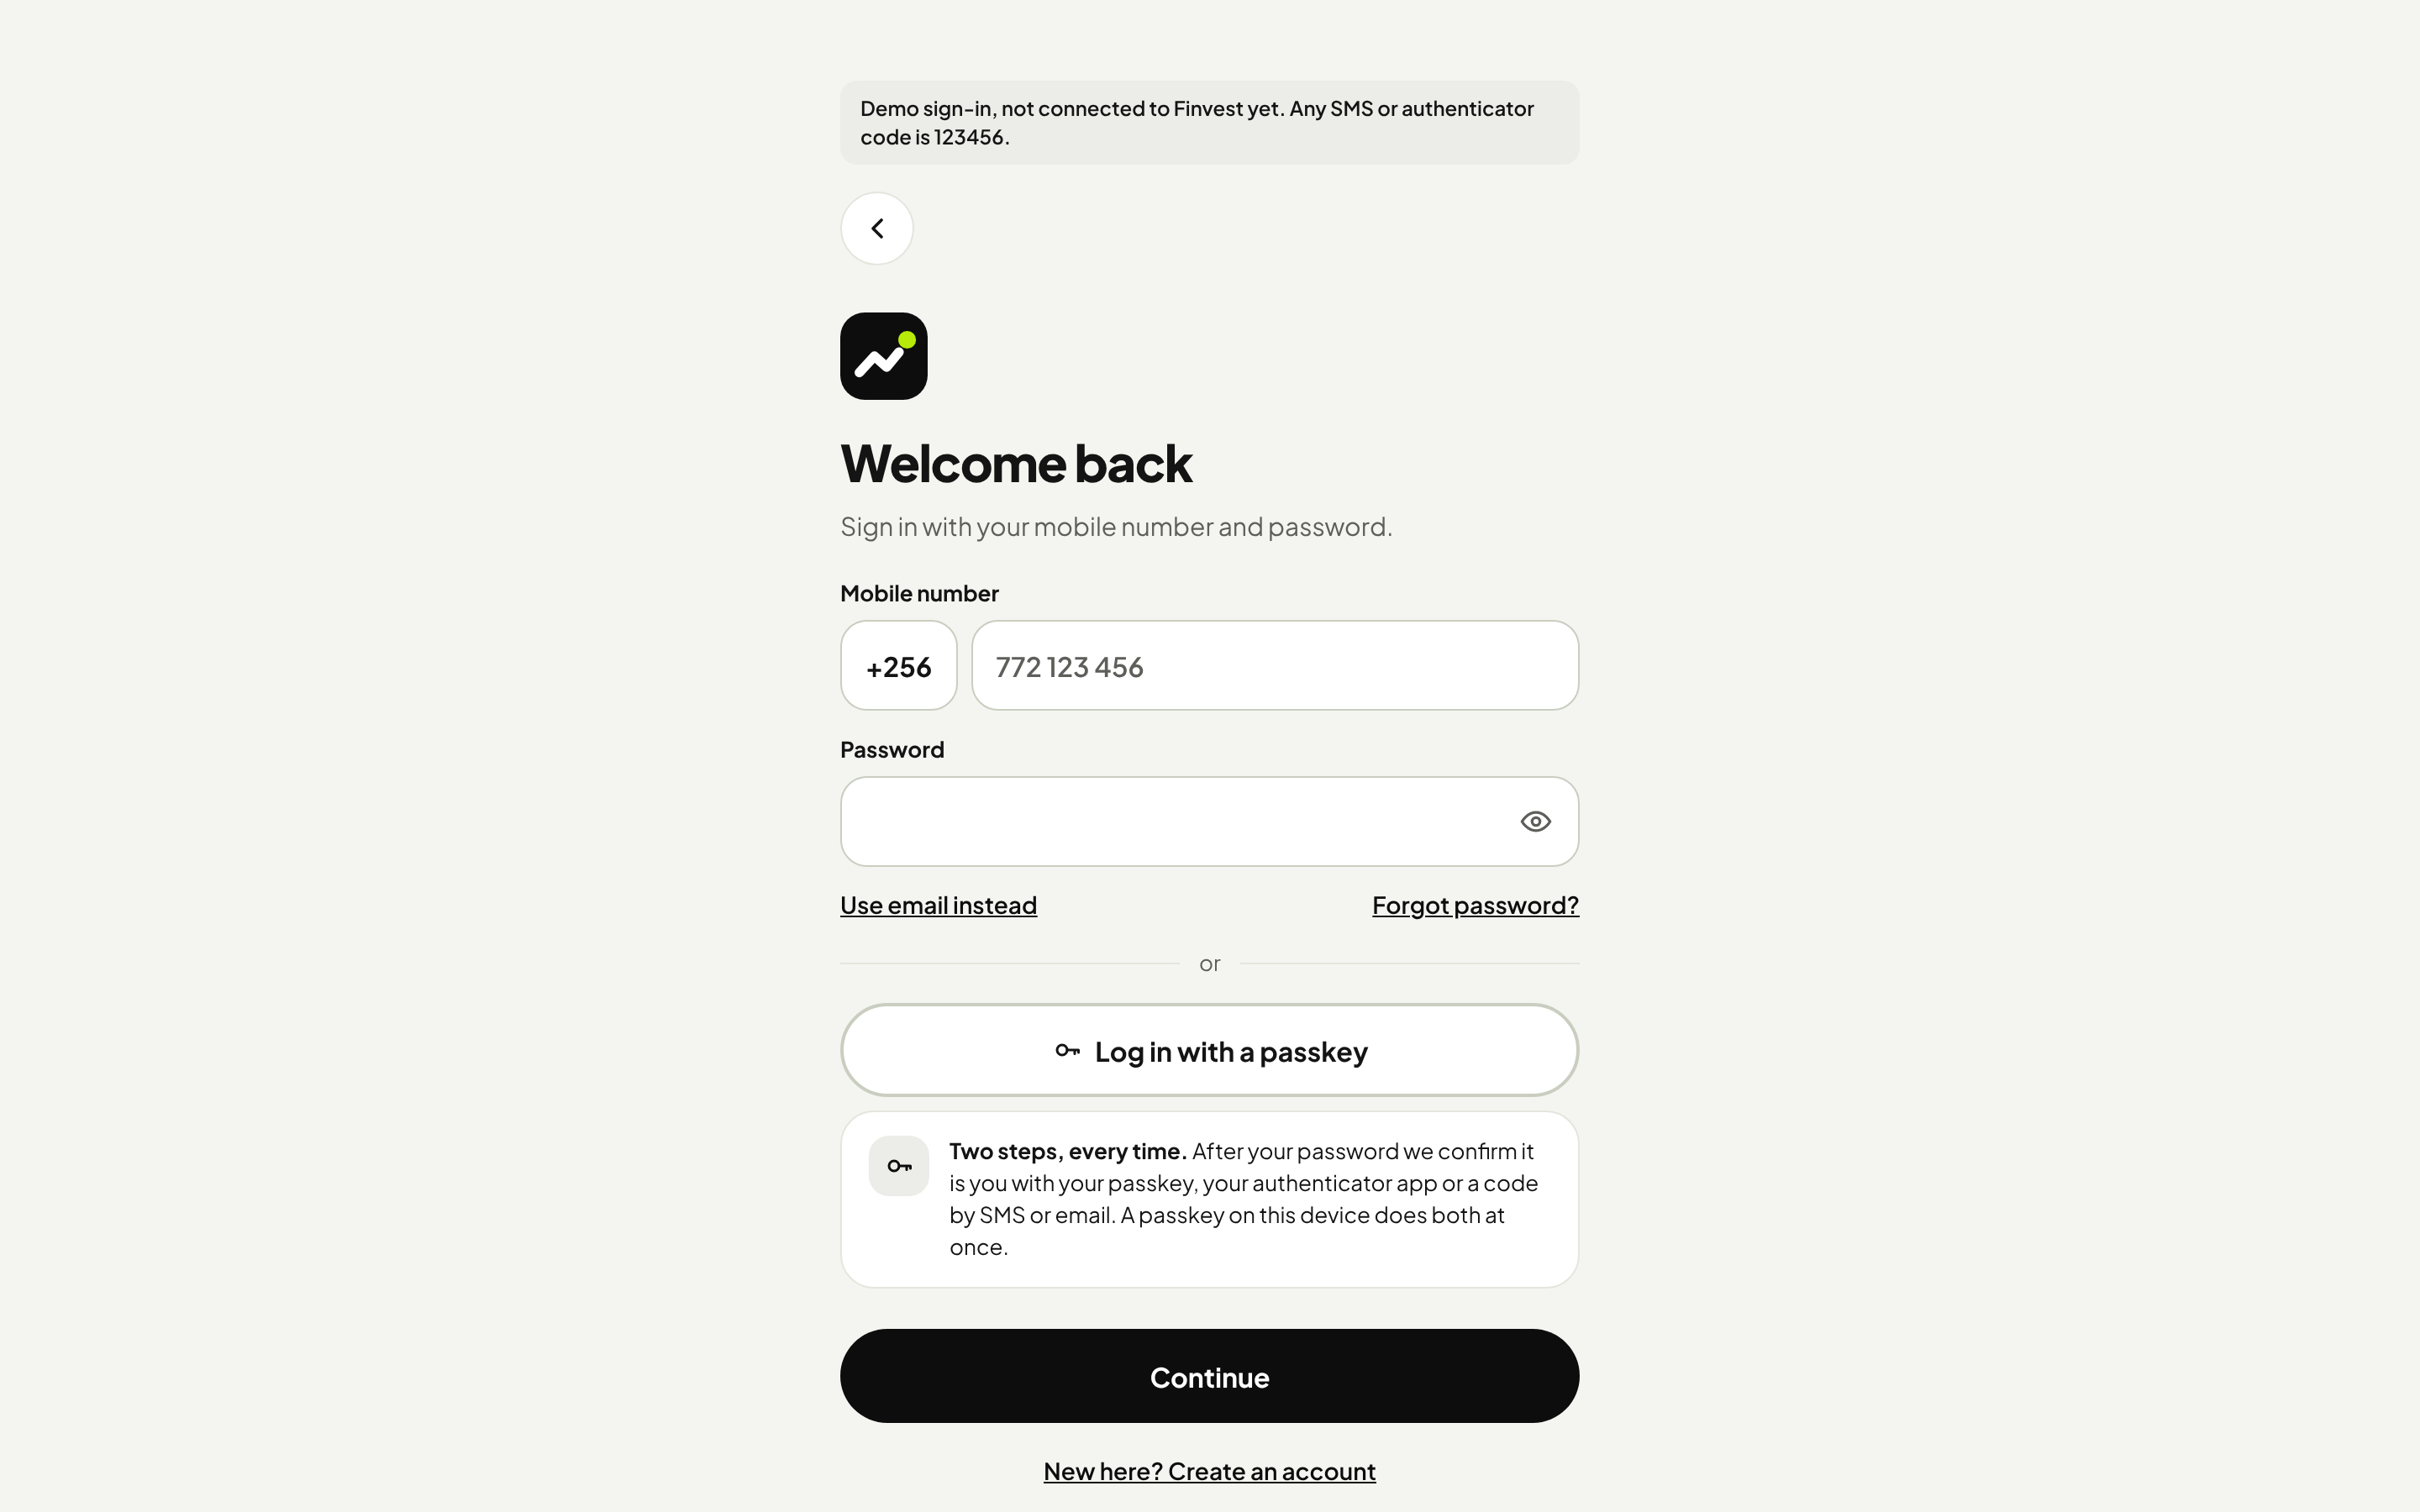 Demo sign-in, not connected to Finvest yet. Any SMS or authenticator
code is 123456.
Welcome back
Sign in with your mobile number and password.
Mobile number
+256 772 123 456
Password
Use email instead Forgot password?
or
Log in with a passkey
Two steps, every time. After your password we confirm it
is you with your passkey, your authenticator app or a code
by SMS or email. A passkey on this device does both at
once.
Continue
New here? Create an account